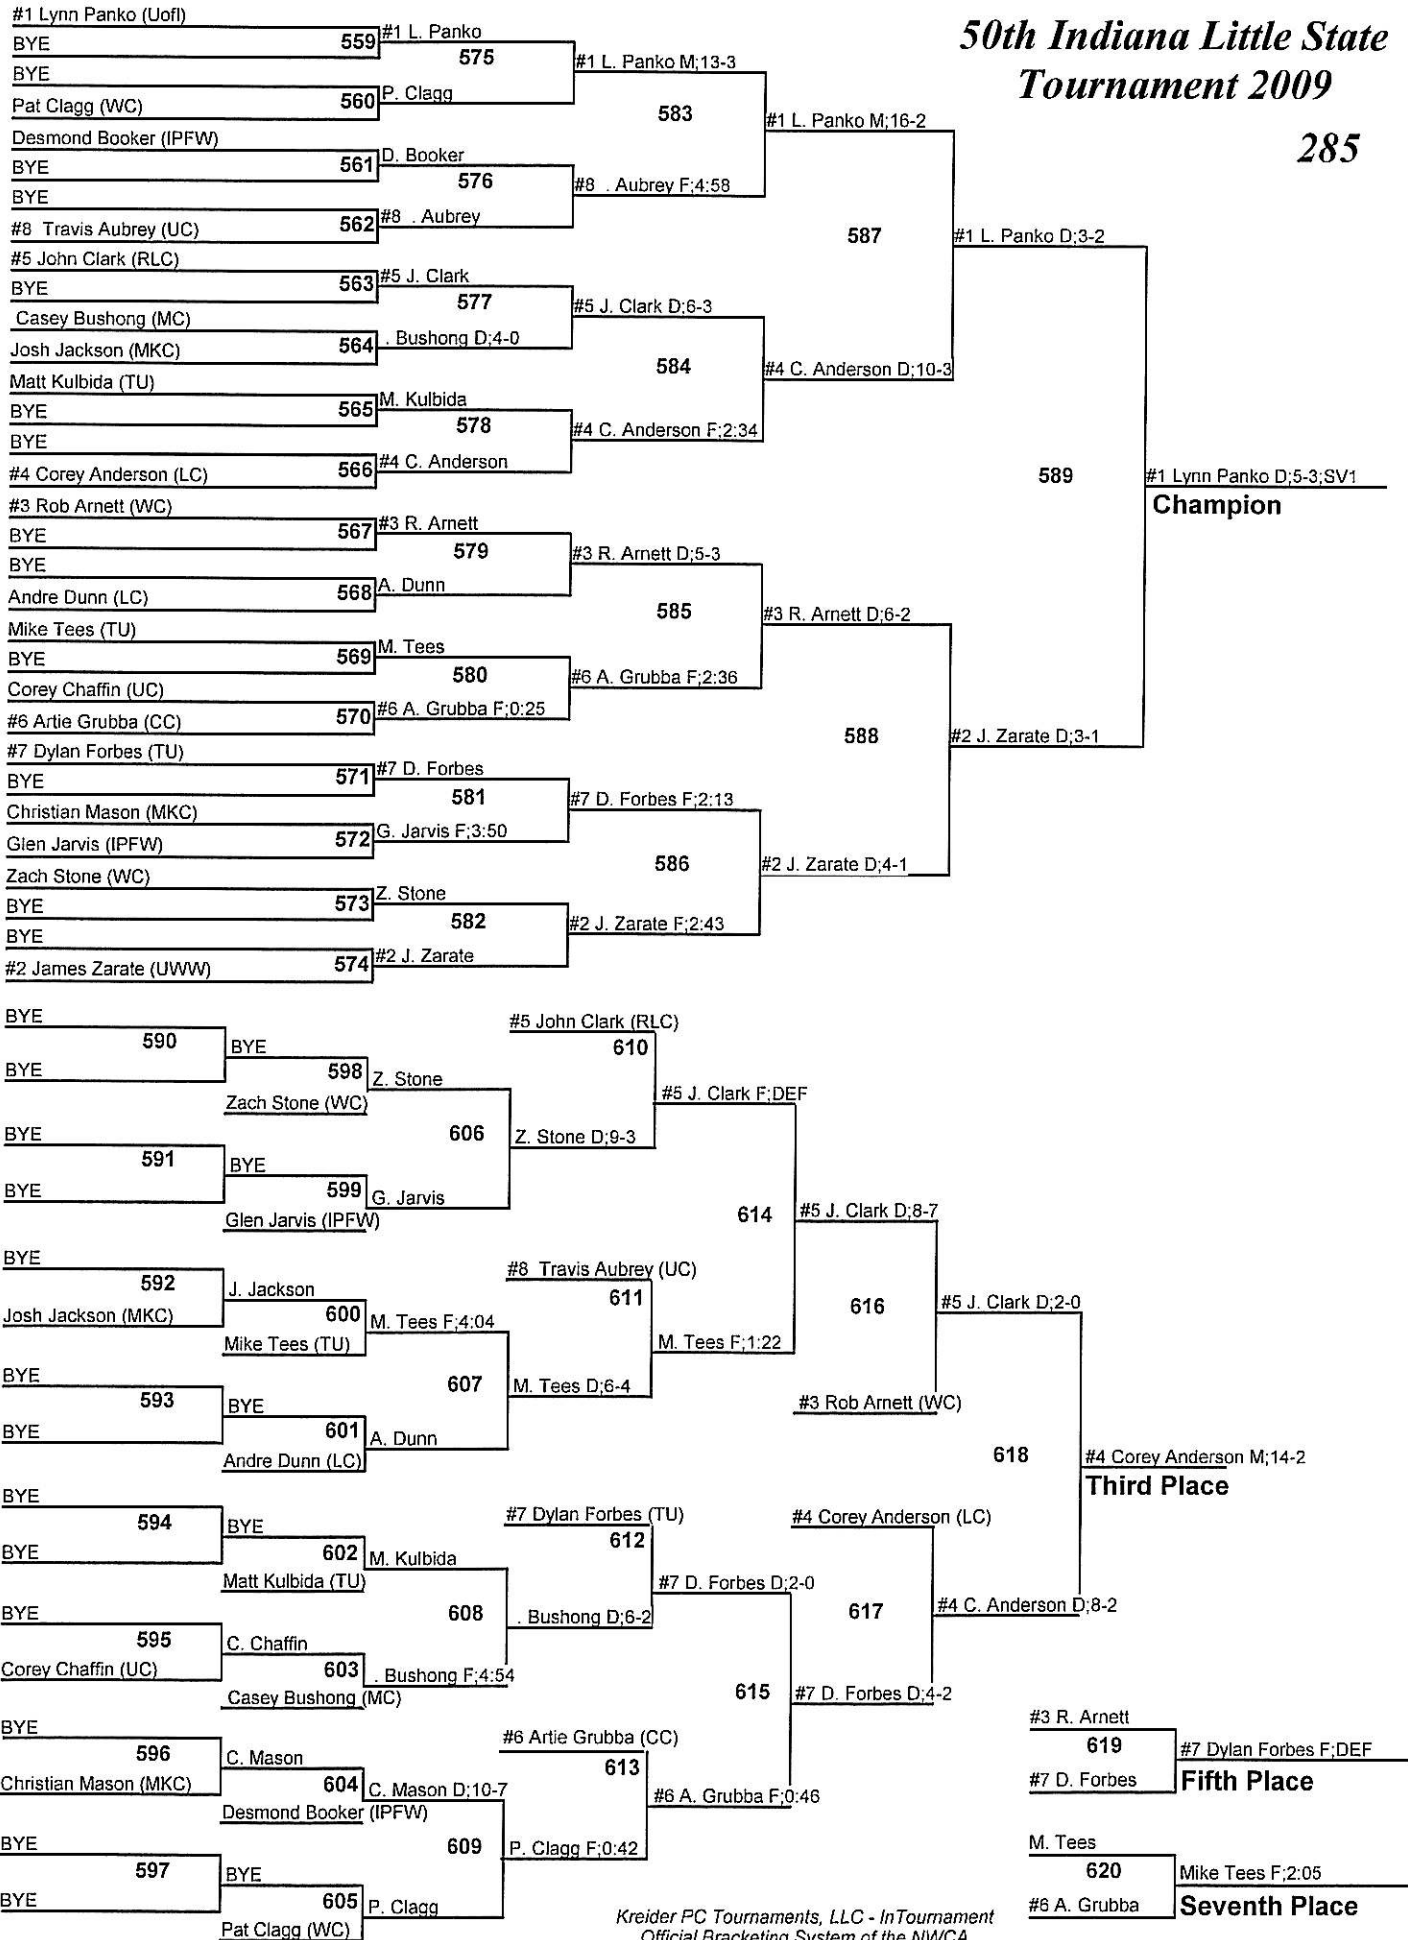 50th Indiana Little State
Tournament 2009
285
#1 Lynn Panko (Uofl)
BYE
559
BYE
Pat Clagg (WC)
560
Desmond Booker (IPFW)
BYE
561
BYE
#8 Travis Aubrey (UC)
562
#5 John Clark (RLC)
BYE
563
Casey Bushong (MC)
Josh Jackson (MKC)
564
Matt Kulbida (TU)
BYE
565
BYE
#4 Corey Anderson (LC)
566
#3 Rob Arnett (WC)
BYE
567
BYE
Andre Dunn (LC)
568
Mike Tees (TU)
BYE
569
Corey Chaffin (UC)
#6 Artie Grubba (CC)
570
#7 Dylan Forbes (TU)
BYE
571
Christian Mason (MKC)
Glen Jarvis (IPFW)
572
Zach Stone (WC)
BYE
573
BYE
#2 James Zarate (UWW)
574
#1 L. Panko
575
P. Clagg
D. Booker
576
#8 . Aubrey
#5 J. Clark
577
. Bushong D;4-0
M. Kulbida
578
#4 C. Anderson
#3 R. Arnett
579
A. Dunn
M. Tees
580
#6 A. Grubba F;0:25
#7 D. Forbes
581
G. Jarvis F;3:50
Z. Stone
582
#2 J. Zarate
#1 L. Panko M;13-3
583
#8 . Aubrey F;4:58
#5 J. Clark D;6-3
584
#4 C. Anderson F;2:34
#3 R. Arnett D;5-3
585
#6 A. Grubba F;2:36
#7 D. Forbes F;2:13
586
#2 J. Zarate F;2:43
#1 L. Panko M;16-2
587
#4 C. Anderson D;10-3
#3 R. Arnett D;6-2
588
#2 J. Zarate D;4-1
#1 L. Panko D;3-2
589
#2 J. Zarate D;3-1
#1 Lynn Panko D;5-3;SV1
Champion
BYE
590
BYE
BYE
591
BYE
BYE
592
Josh Jackson (MKC)
BYE
593
BYE
BYE
594
BYE
BYE
595
Corey Chaffin (UC)
BYE
596
Christian Mason (MKC)
BYE
597
BYE
BYE
598
Zach Stone (WC)
BYE
599
Glen Jarvis (IPFW)
J. Jackson
600
Mike Tees (TU)
BYE
601
Andre Dunn (LC)
BYE
602
Matt Kulbida (TU)
C. Chaffin
603
Casey Bushong (MC)
C. Mason
604
Desmond Booker (IPFW)
BYE
605
Pat Clagg (WC)
Z. Stone
606
G. Jarvis
M. Tees F;4:04
607
A. Dunn
M. Kulbida
608
. Bushong F;4:54
C. Mason D;10-7
609
P. Clagg
#5 John Clark (RLC)
610
Z. Stone D;9-3
#8 Travis Aubrey (UC)
611
M. Tees D;6-4
#7 Dylan Forbes (TU)
612
. Bushong D;6-2
#6 Artie Grubba (CC)
613
P. Clagg F;0:42
#5 J. Clark F;DEF
614
M. Tees F;1:22
#7 D. Forbes D;2-0
615
#6 A. Grubba F;0:46
#5 J. Clark D;8-7
616
#3 Rob Arnett (WC)
#4 Corey Anderson (LC)
617
#7 D. Forbes D;4-2
#5 J. Clark D;2-0
618
#4 C. Anderson D;8-2
#4 Corey Anderson M;14-2
Third Place
#3 R. Arnett
619
#7 D. Forbes
#7 Dylan Forbes F;DEF
Fifth Place
M. Tees
620
#6 A. Grubba
Mike Tees F;2:05
Seventh Place
Kreider PC Tournaments, LLC - InTournament
Official Bracketing System of the NWCA